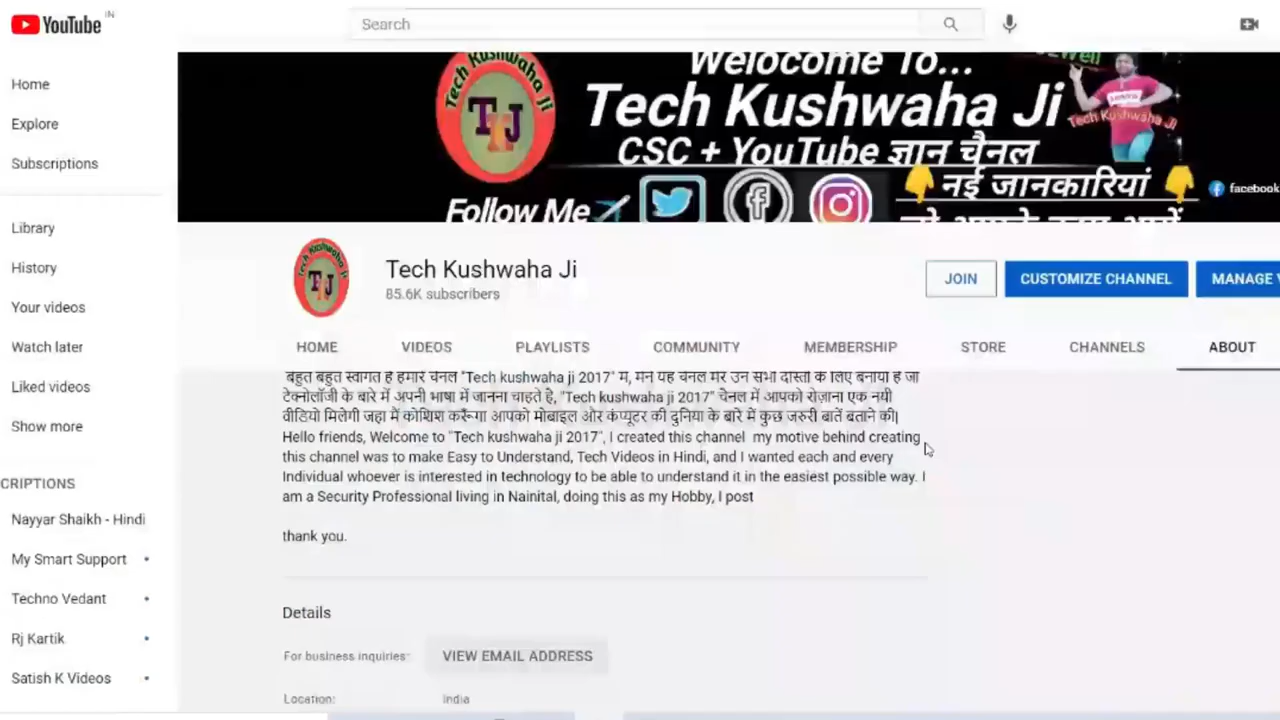 YouTube IN
Search
Home
Explore
Subscriptions
Library
History
Your videos
Watch later
Liked videos
Show more
CRIPTIONS
Nayyar Shaikh - Hindi
My Smart Support
Techno Vedant
Rj Kartik
Satish K Videos
Tech Kushwaha Ji
TKJ
Welocome To...
Tech Kushwaha Ji
CSC + YouTube ज्ञान चैनल
नई जानकारियां
Follow Me
Tech Kushwaha Ji
facebook
Tech Kushwaha Ji
85.6K subscribers
JOIN
CUSTOMIZE CHANNEL
MANAGE V
HOME VIDEOS PLAYLISTS COMMUNITY MEMBERSHIP STORE CHANNELS ABOUT
बहुत बहुत स्वागत है हमारे चैनल "Tech kushwaha ji 2017" में, मैंने यह चैनल मेरे उन सभी दोस्तों के लिए बनाया है जो
टेक्नोलॉजी के बारे में अपनी भाषा में जानना चाहते है, "Tech kushwaha ji 2017" चैनल में आपको रोज़ाना एक नयी
वीडियो मिलेगी जहा में कोशिश करूँगा आपको मोबाइल ओर कंप्यूटर की दुनिया के बारे में कुछ जरुरी बातें बताने की|
Hello friends, Welcome to "Tech kushwaha ji 2017", I created this channel my motive behind creating
this channel was to make Easy to Understand, Tech Videos in Hindi, and I wanted each and every
Individual whoever is interested in technology to be able to understand it in the easiest possible way. I
am a Security Professional living in Nainital, doing this as my Hobby, I post
thank you.
Details
For business inquiries:
VIEW EMAIL ADDRESS
Location:
India